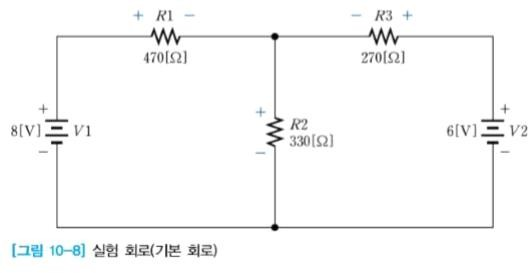 + R1 −
470[Ω]
− R3 +
270[Ω]
+
8[V]
V1
−
+
R2
330[Ω]
−
+
6[V]
V2
−
[그림 10-8] 실험 회로(기본 회로)